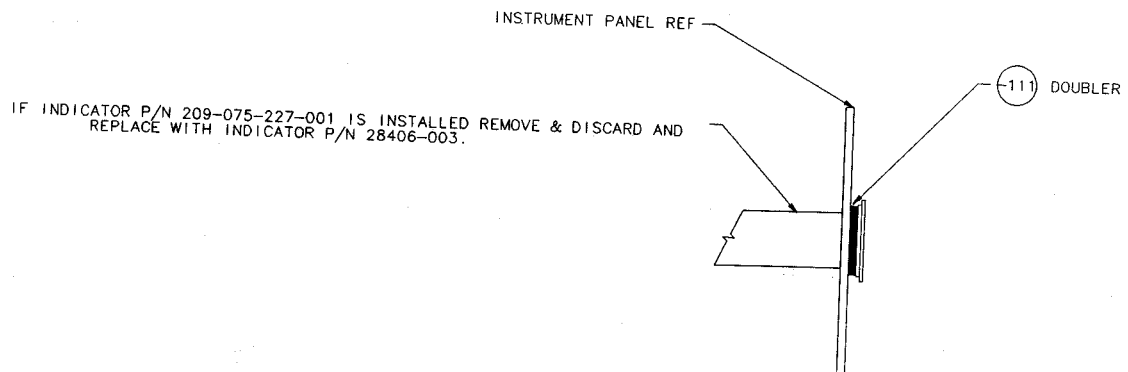 INSTRUMENT PANEL REF
-111 DOUBLER
IF INDICATOR P/N 209-075-227-001 IS INSTALLED REMOVE & DISCARD AND
REPLACE WITH INDICATOR P/N 28406-003.